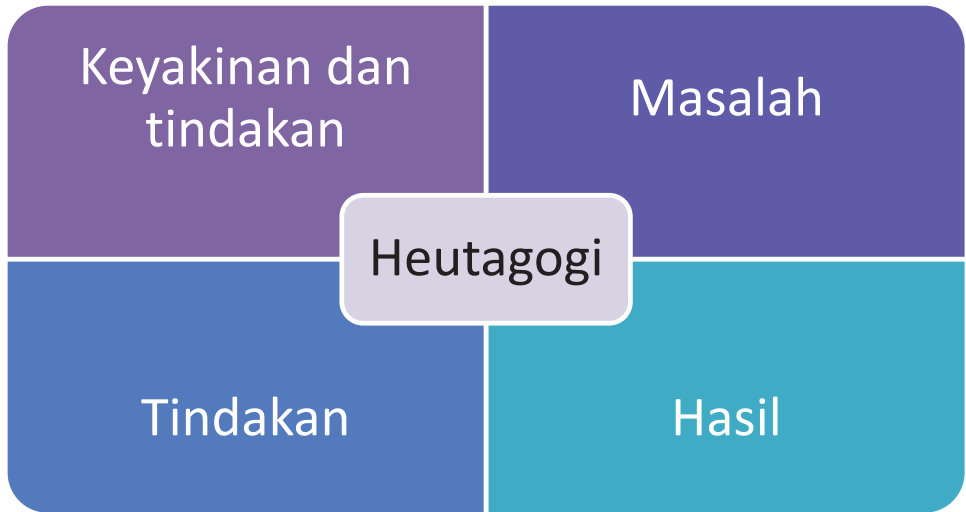 Keyakinan dan
tindakan
Masalah
Heutagogi
Tindakan
Hasil